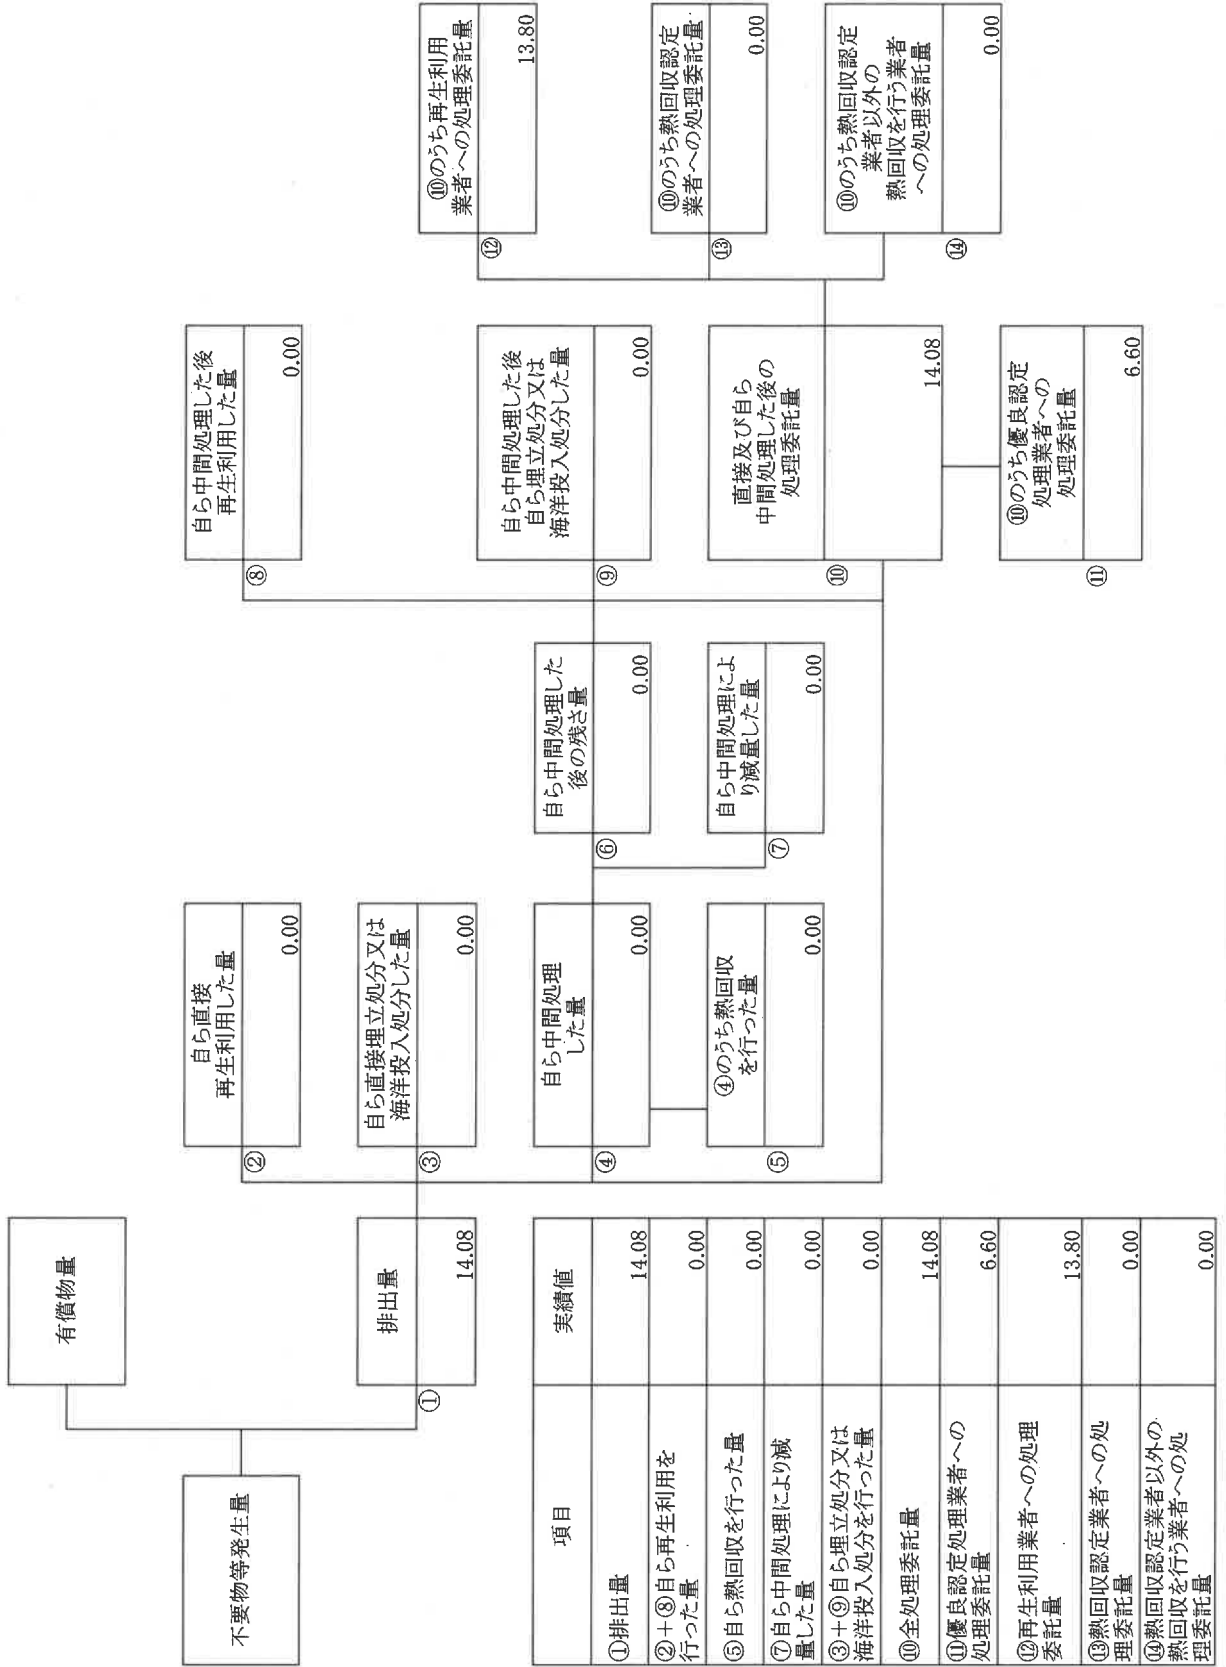 有償物量
不要物等発生量
排出量
①
14.08
自ら直接
再生利用した量
②
0.00
自ら直接埋立処分又は
海洋投入処分した量
③
0.00
自ら中間処理
した量
④
0.00
④のうち熱回収
を行った量
⑤
0.00
自ら中間処理した
後の残さ量
⑥
0.00
自ら中間処理によ
り減量した量
⑦
0.00
自ら中間処理した後
再生利用した量
⑧
0.00
自ら中間処理した後
自ら埋立処分又は
海洋投入処分した量
⑨
0.00
直接及び自ら
中間処理した後の
処理委託量
⑩
14.08
⑩のうち優良認定
処理業者への
処理委託量
⑪
6.60
⑩のうち再生利用
業者への処理委託量
⑫
13.80
⑩のうち熱回収認定
業者への処理委託量
⑬
0.00
⑩のうち熱回収認定
業者以外の
熱回収を行う業者
への処理委託量
⑭
0.00
項目 実績値
①排出量 14.08
②+⑧自ら再生利用を
行った量 0.00
⑤自ら熱回収を行った量 0.00
⑦自ら中間処理により減
量した量 0.00
③+⑨自ら埋立処分又は
海洋投入処分を行った量 0.00
⑩全処理委託量 14.08
⑪優良認定処理業者への
処理委託量 6.60
⑫再生利用業者への処理
委託量 13.80
⑬熱回収認定業者への処
理委託量 0.00
⑭熱回収認定業者以外の
熱回収を行う業者への処
理委託量 0.00